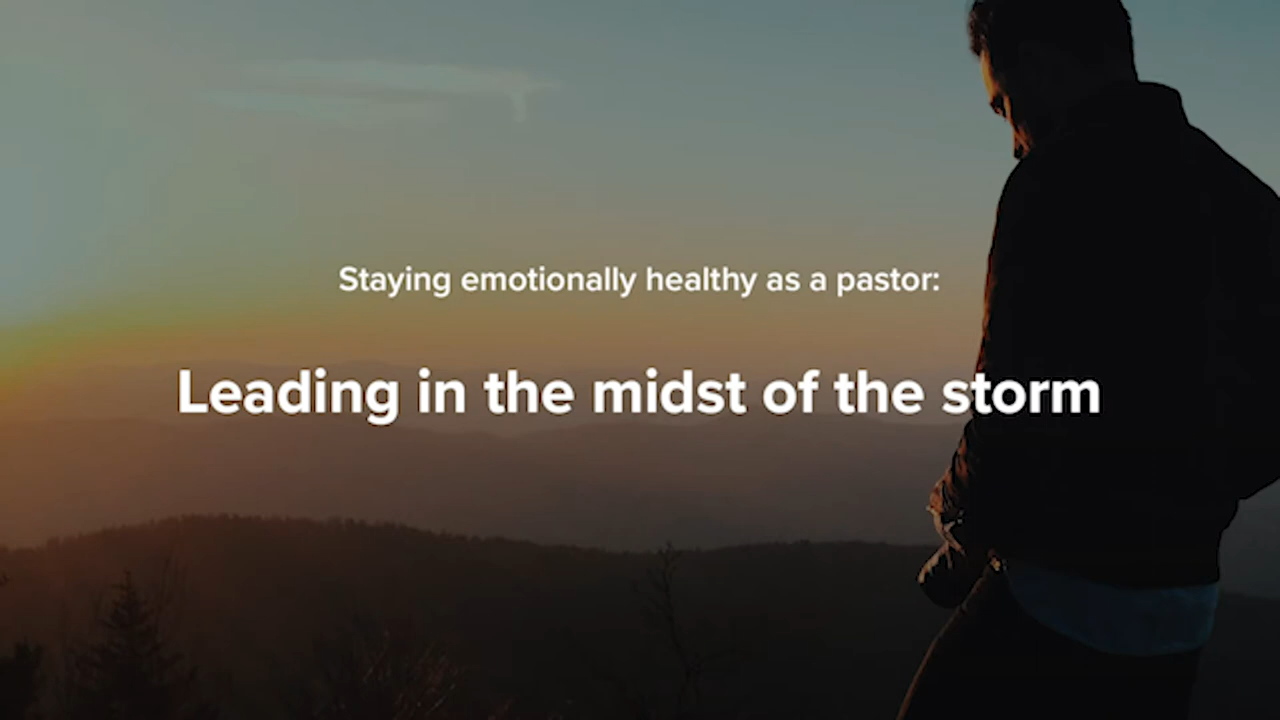 Staying emotionally healthy as a pastor:
Leading in the midst of the storm